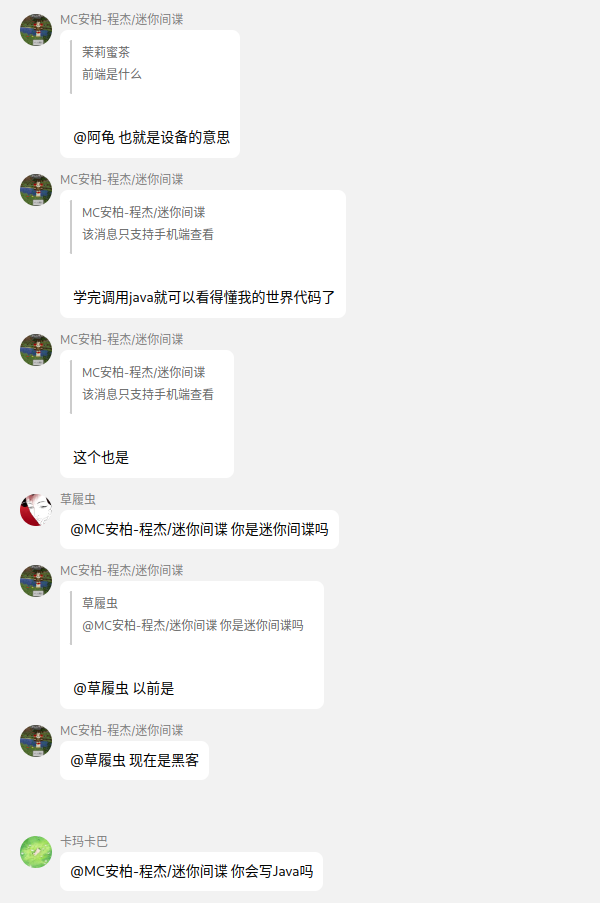 MC安柏-程杰/迷你间谍
茉莉蜜茶
前端是什么
@阿龟 也就是设备的意思
MC安柏-程杰/迷你间谍
MC安柏-程杰/迷你间谍
该消息只支持手机端查看
学完调用java就可以看得懂我的世界代码了
MC安柏-程杰/迷你间谍
MC安柏-程杰/迷你间谍
该消息只支持手机端查看
这个也是
草履虫
@MC安柏-程杰/迷你间谍 你是迷你间谍吗
MC安柏-程杰/迷你间谍
草履虫
@MC安柏-程杰/迷你间谍 你是迷你间谍吗
@草履虫 以前是
MC安柏-程杰/迷你间谍
@草履虫 现在是黑客
卡玛卡巴
@MC安柏-程杰/迷你间谍 你会写Java吗